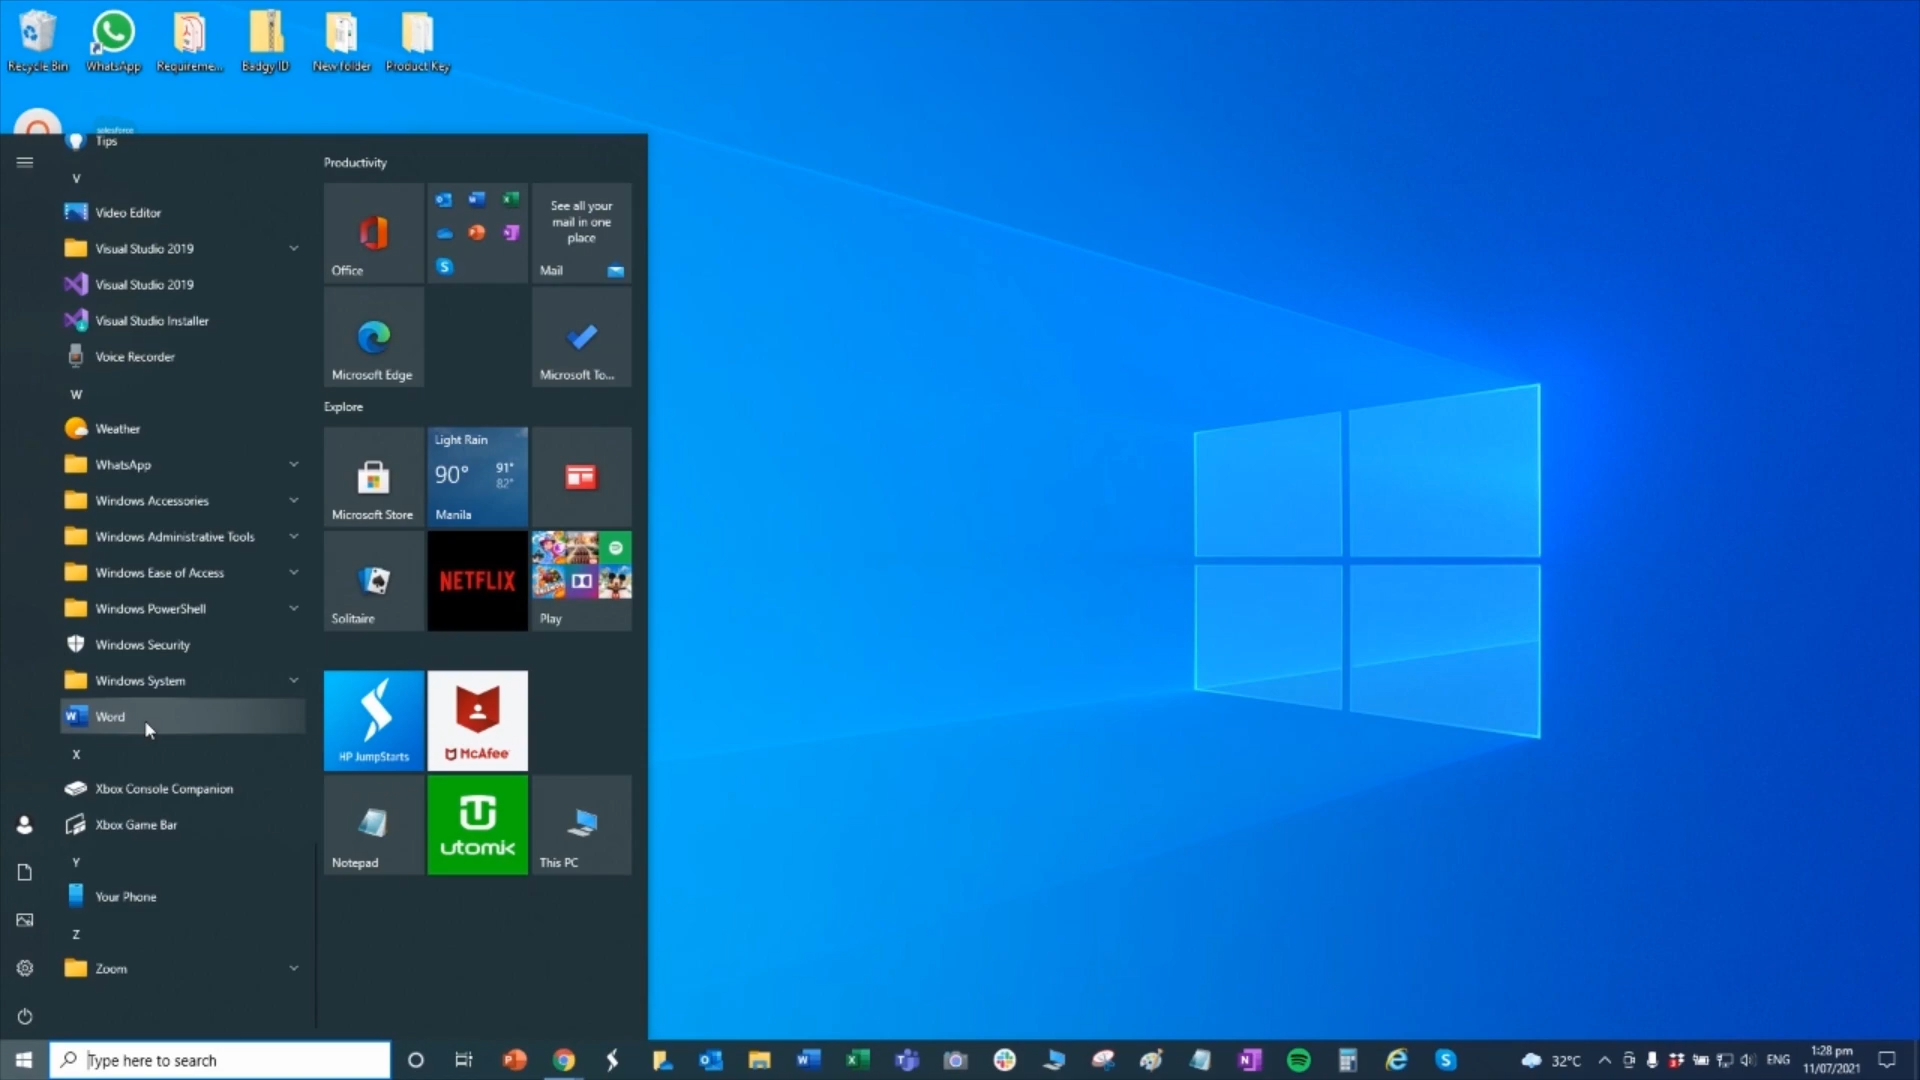 Recycle Bin
WhatsApp
Requireme...
Badgy ID
New folder
Product Key
salesforce
Tips
V
Video Editor
Visual Studio 2019
Visual Studio 2019
Visual Studio Installer
Voice Recorder
W
Weather
WhatsApp
Windows Accessories
Windows Administrative Tools
Windows Ease of Access
Windows PowerShell
Windows Security
Windows System
Word
X
Xbox Console Companion
Xbox Game Bar
Y
Your Phone
Z
Zoom
Productivity
Office
See all your
mail in one
place
Mail
Microsoft Edge
Microsoft To...
Explore
Microsoft Store
Light Rain
90°
91°
82°
Manila
Solitaire
NETFLIX
Play
HP JumpStarts
McAfee
Notepad
utomik
This PC
Type here to search
32°C
ENG
1:28 pm
11/07/2021